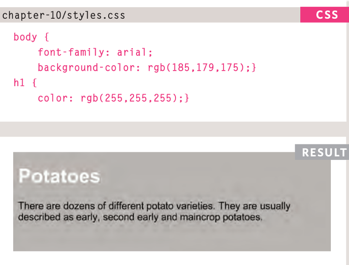 chapter-10/styles.css
CSS
body {
font-family: arial;
background-color: rgb(185,179,175);}
h1 {
color: rgb(255,255,255);}
RESULT
Potatoes
There are dozens of different potato varieties. They are usually
described as early, second early and maincrop potatoes.